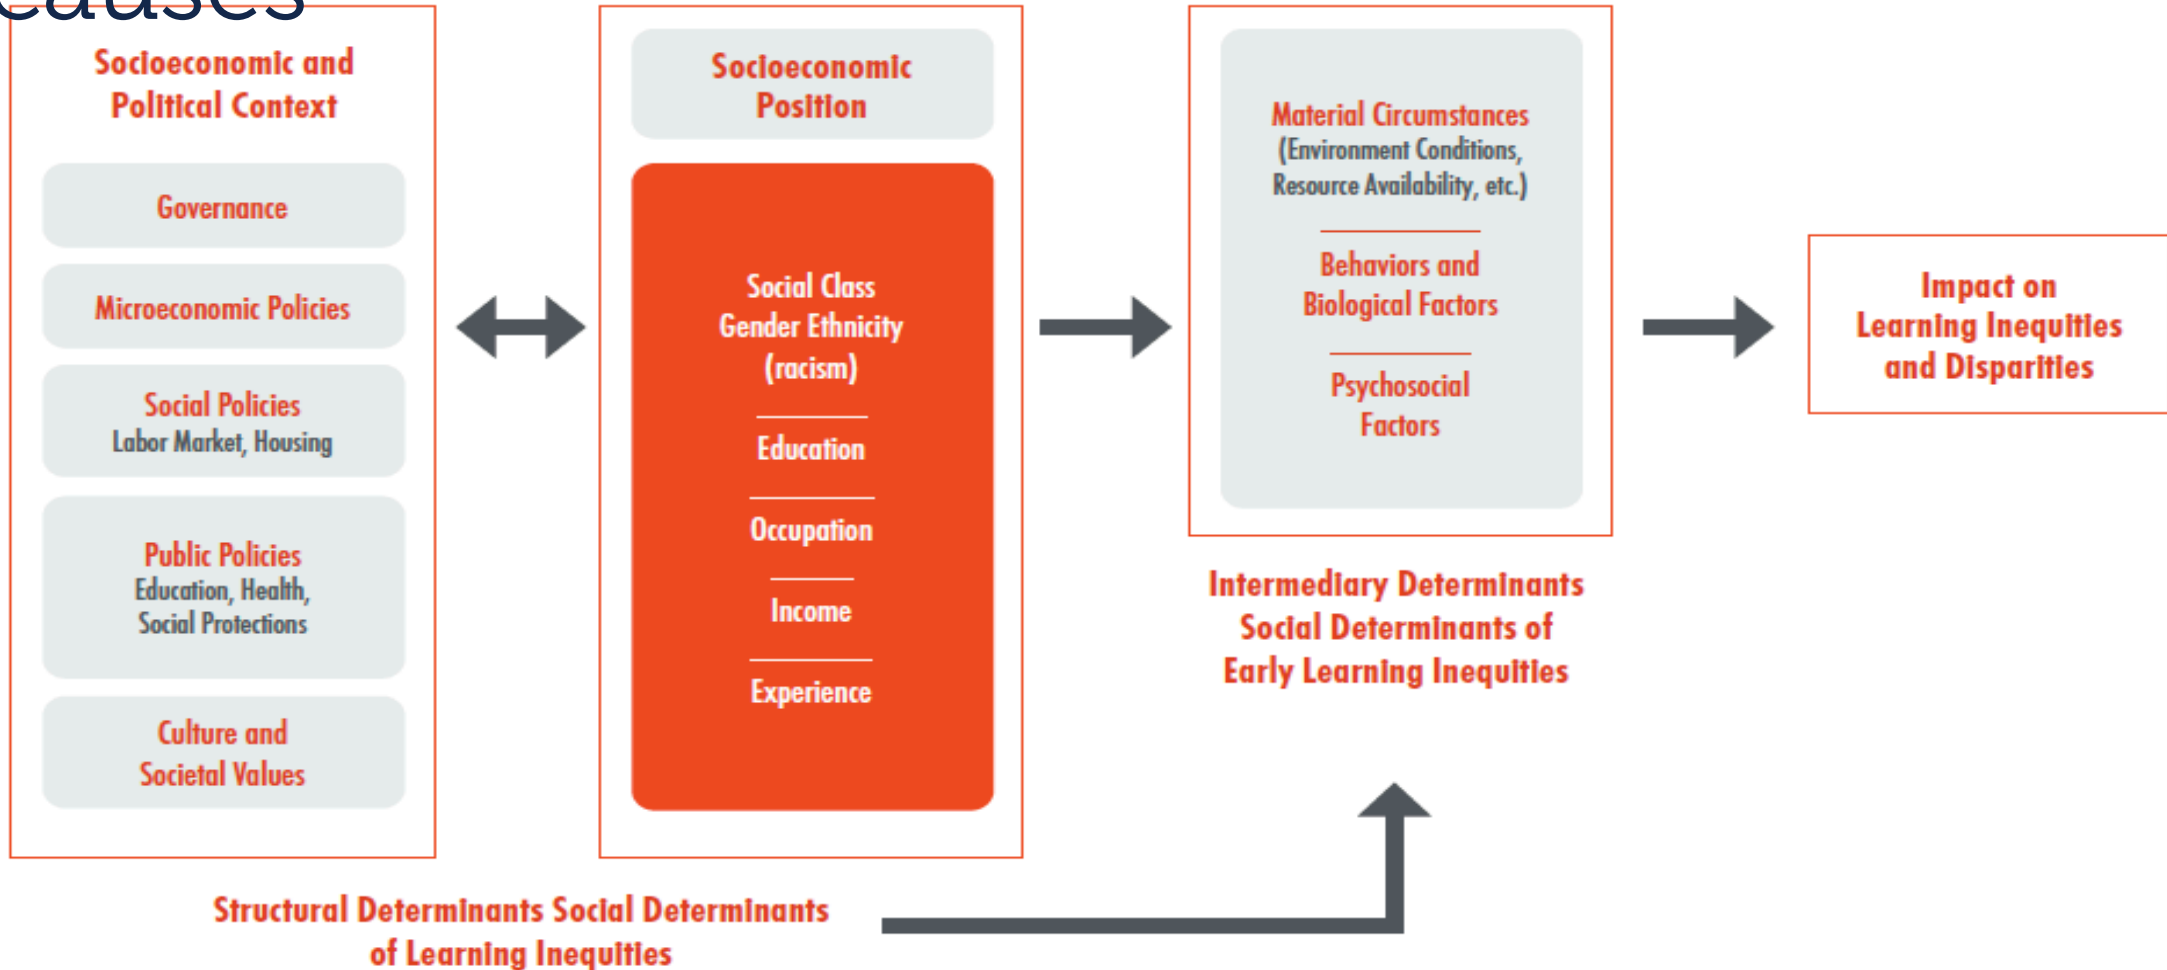 Causes
Socioeconomic and
Political Context
Governance
Microeconomic Policies
Social Policies
Labor Market, Housing
Public Policies
Education, Health,
Social Protections
Culture and
Societal Values
Socioeconomic
Position
Social Class
Gender Ethnicity
(racism)
Education
Occupation
Income
Experience
Material Circumstances
(Environment Conditions,
Resource Availability, etc.)
Behaviors and
Biological Factors
Psychosocial
Factors
Intermediary Determinants
Social Determinants of
Early Learning Inequities
Impact on
Learning Inequities
and Disparities
Structural Determinants Social Determinants
of Learning Inequities